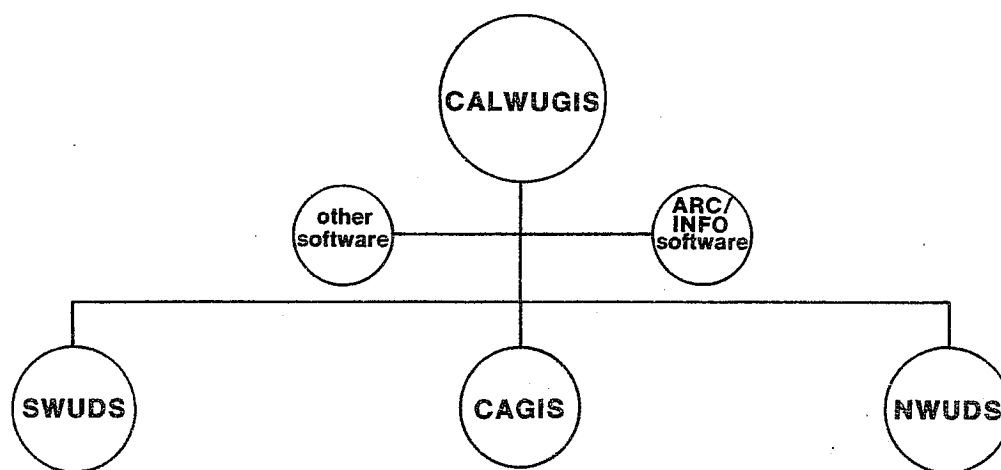 CALWUGIS
other
software
ARC/
INFO
software
SWUDS
CAGIS
NWUDS